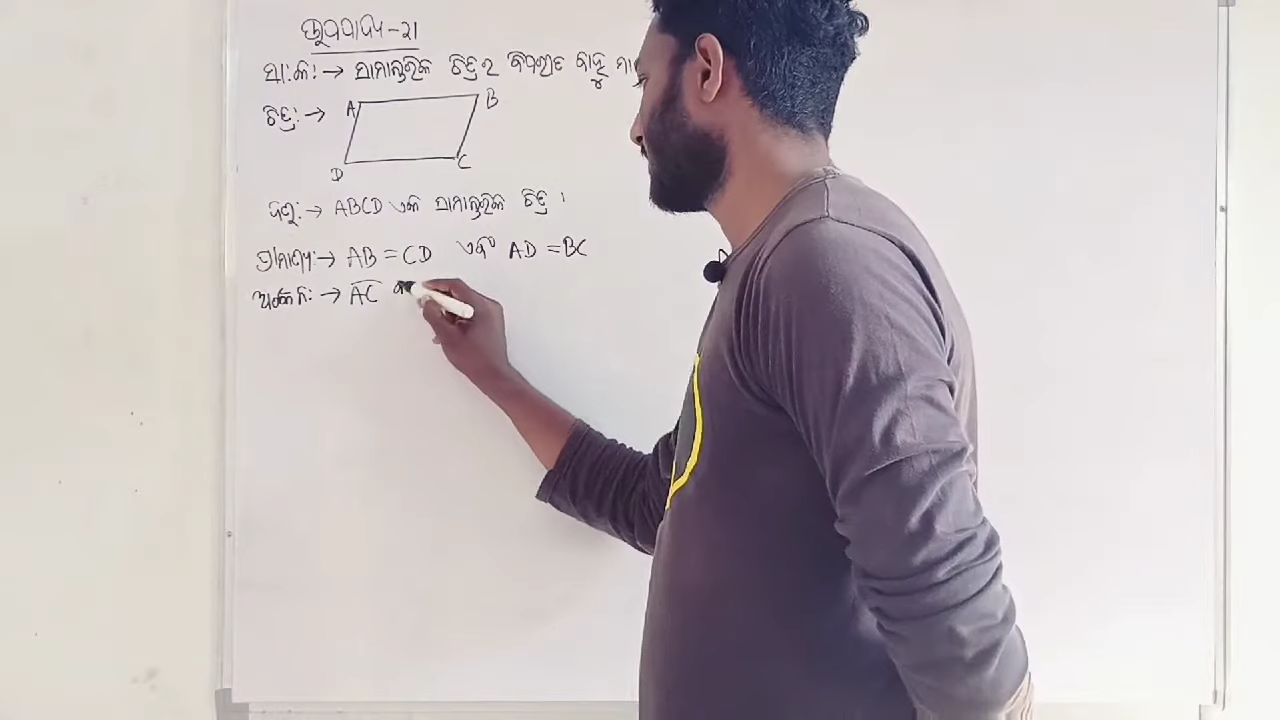 ଉପପାଦ୍ୟ-୨୧
ସା:କ: → ସାମାନ୍ତରିକ ଚିତ୍ରର ବିପରୀତ ବାହୁ ମା
ଚିତ୍ର: → A B
D C
ଦତ୍ତ: → ABCD ଏକ ସାମାନ୍ତରିକ ଚିତ୍ର ।
ପ୍ରାମାଣ୍ୟ: → AB = CD ଏବଂ AD = BC
ଅଙ୍କନ: → AC